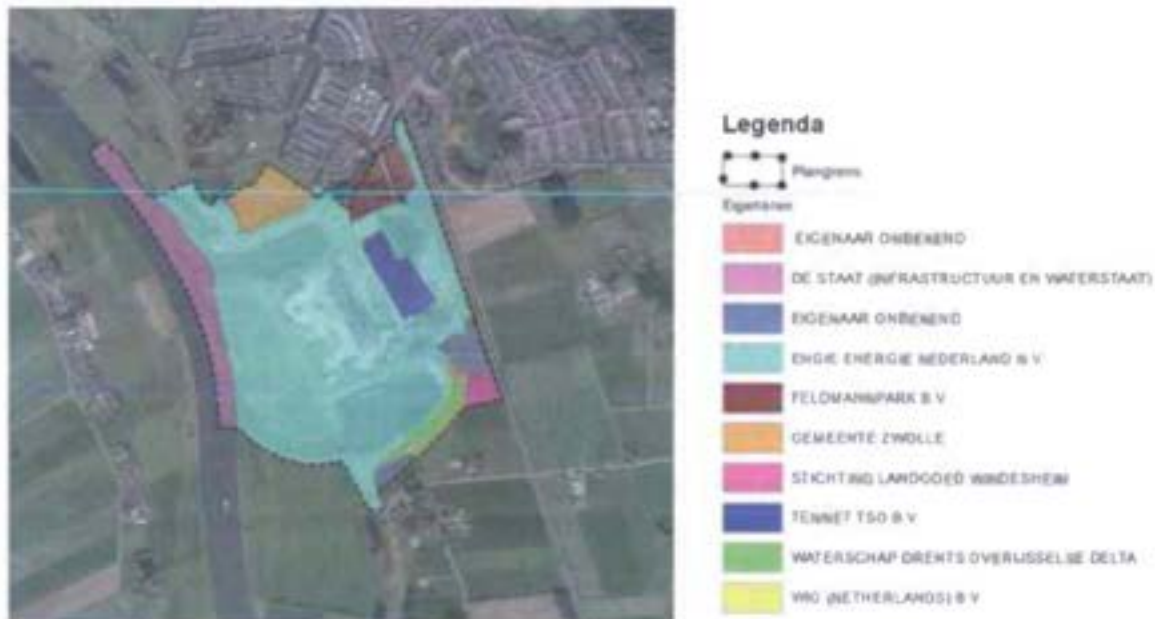 Legenda
Plangrens
Eigenaren
EIGENAAR ONBEKEND
DE STAAT (INFRASTRUCTUUR EN WATERSTAAT)
EIGENAAR ONBEKEND
ENGIE ENERGIE NEDERLAND N.V.
FELDMANNPARK B.V.
GEMEENTE ZWOLLE
STICHTING LANDGOED WINDESHEIM
TENNET TSO B.V.
WATERSCHAP DRENTS OVERIJSSELSE DELTA